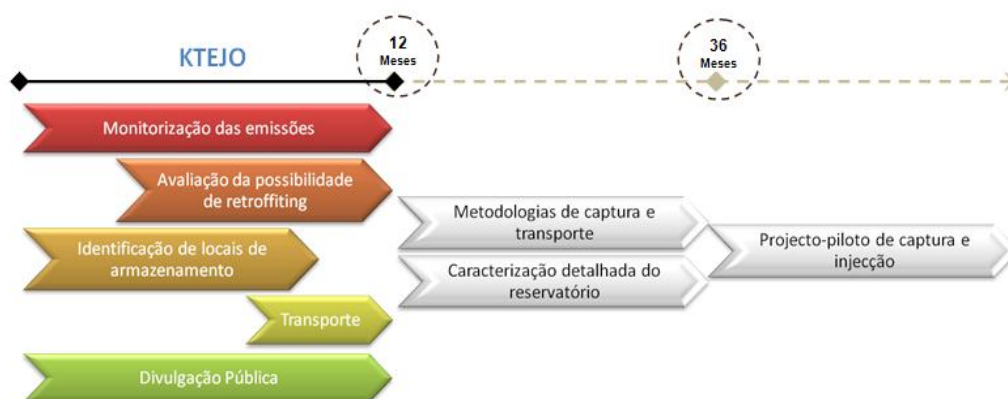 KTEJO
12
Meses
36
Meses
Monitorização das emissões
Avaliação da possibilidade
de retroffiting
Identificação de locais de
armazenamento
Transporte
Divulgação Pública
Metodologias de captura e
transporte
Caracterização detalhada do
reservatório
Projecto-piloto de captura e
injecção